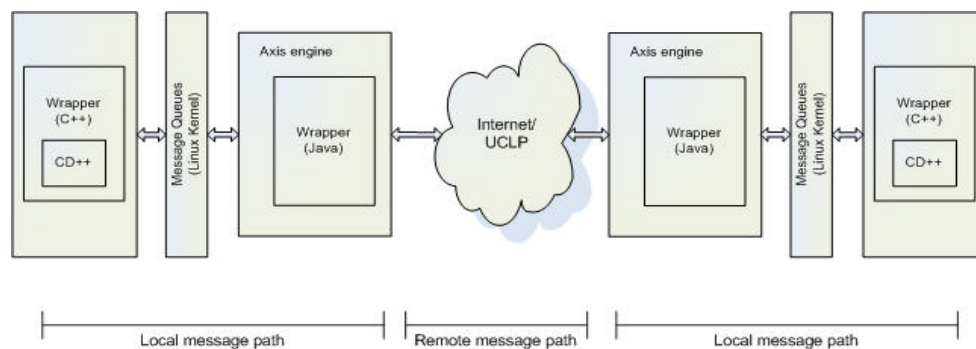 Wrapper
(C++)
CD++
Message Queues
(Linux Kernel)
Axis engine
Wrapper
(Java)
Internet/
UCLP
Axis engine
Wrapper
(Java)
Message Queues
(Linux Kernel)
Wrapper
(C++)
CD++
Local message path
Remote message path
Local message path